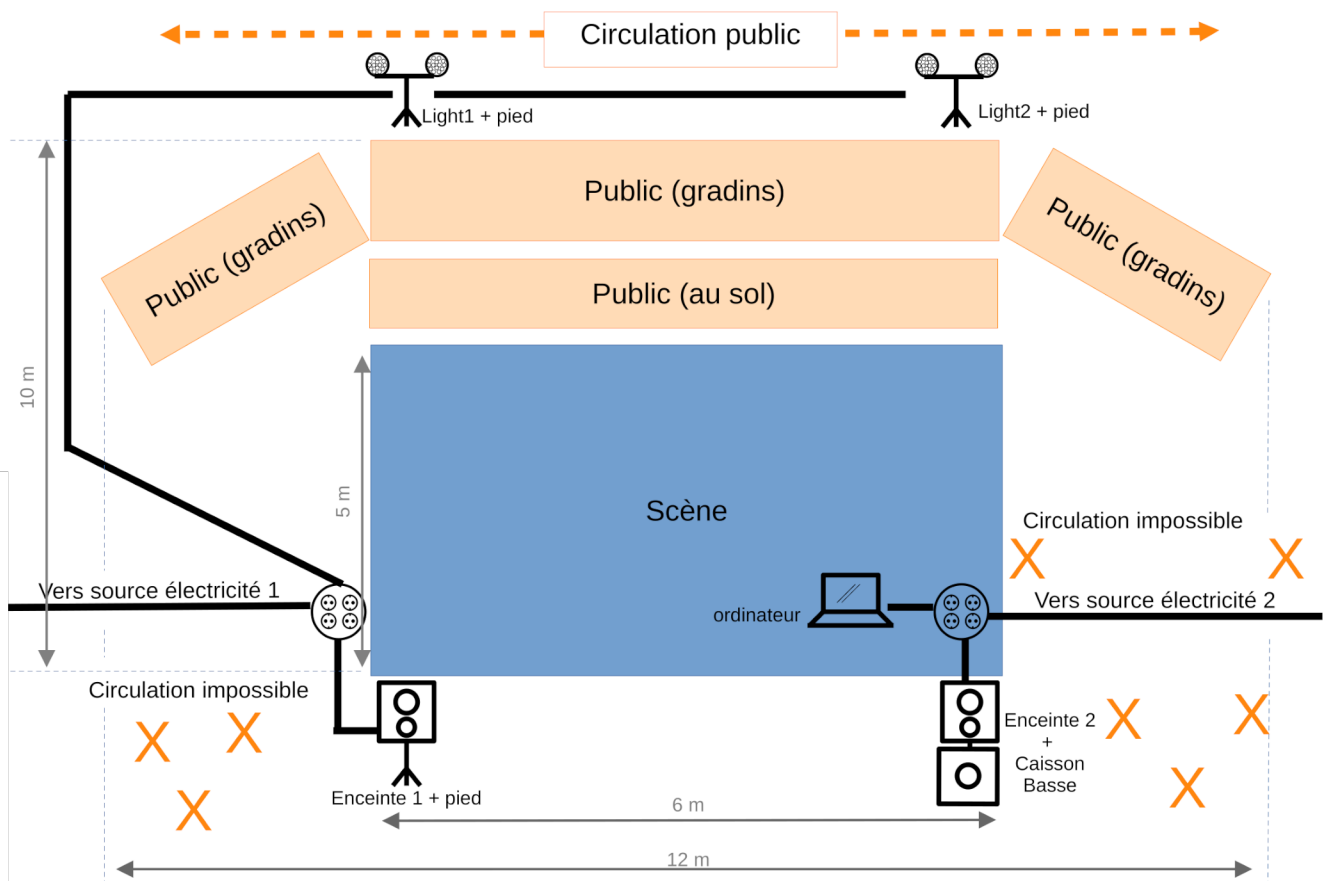 Circulation public
Light1 + pied
Light2 + pied
Public (gradins)
Public (gradins)
Public (gradins)
Public (au sol)
10 m
5 m
Scène
Circulation impossible
Vers source électricité 1
ordinateur
Vers source électricité 2
Circulation impossible
Enceinte 2
+
Caisson
Basse
Enceinte 1 + pied
6 m
12 m